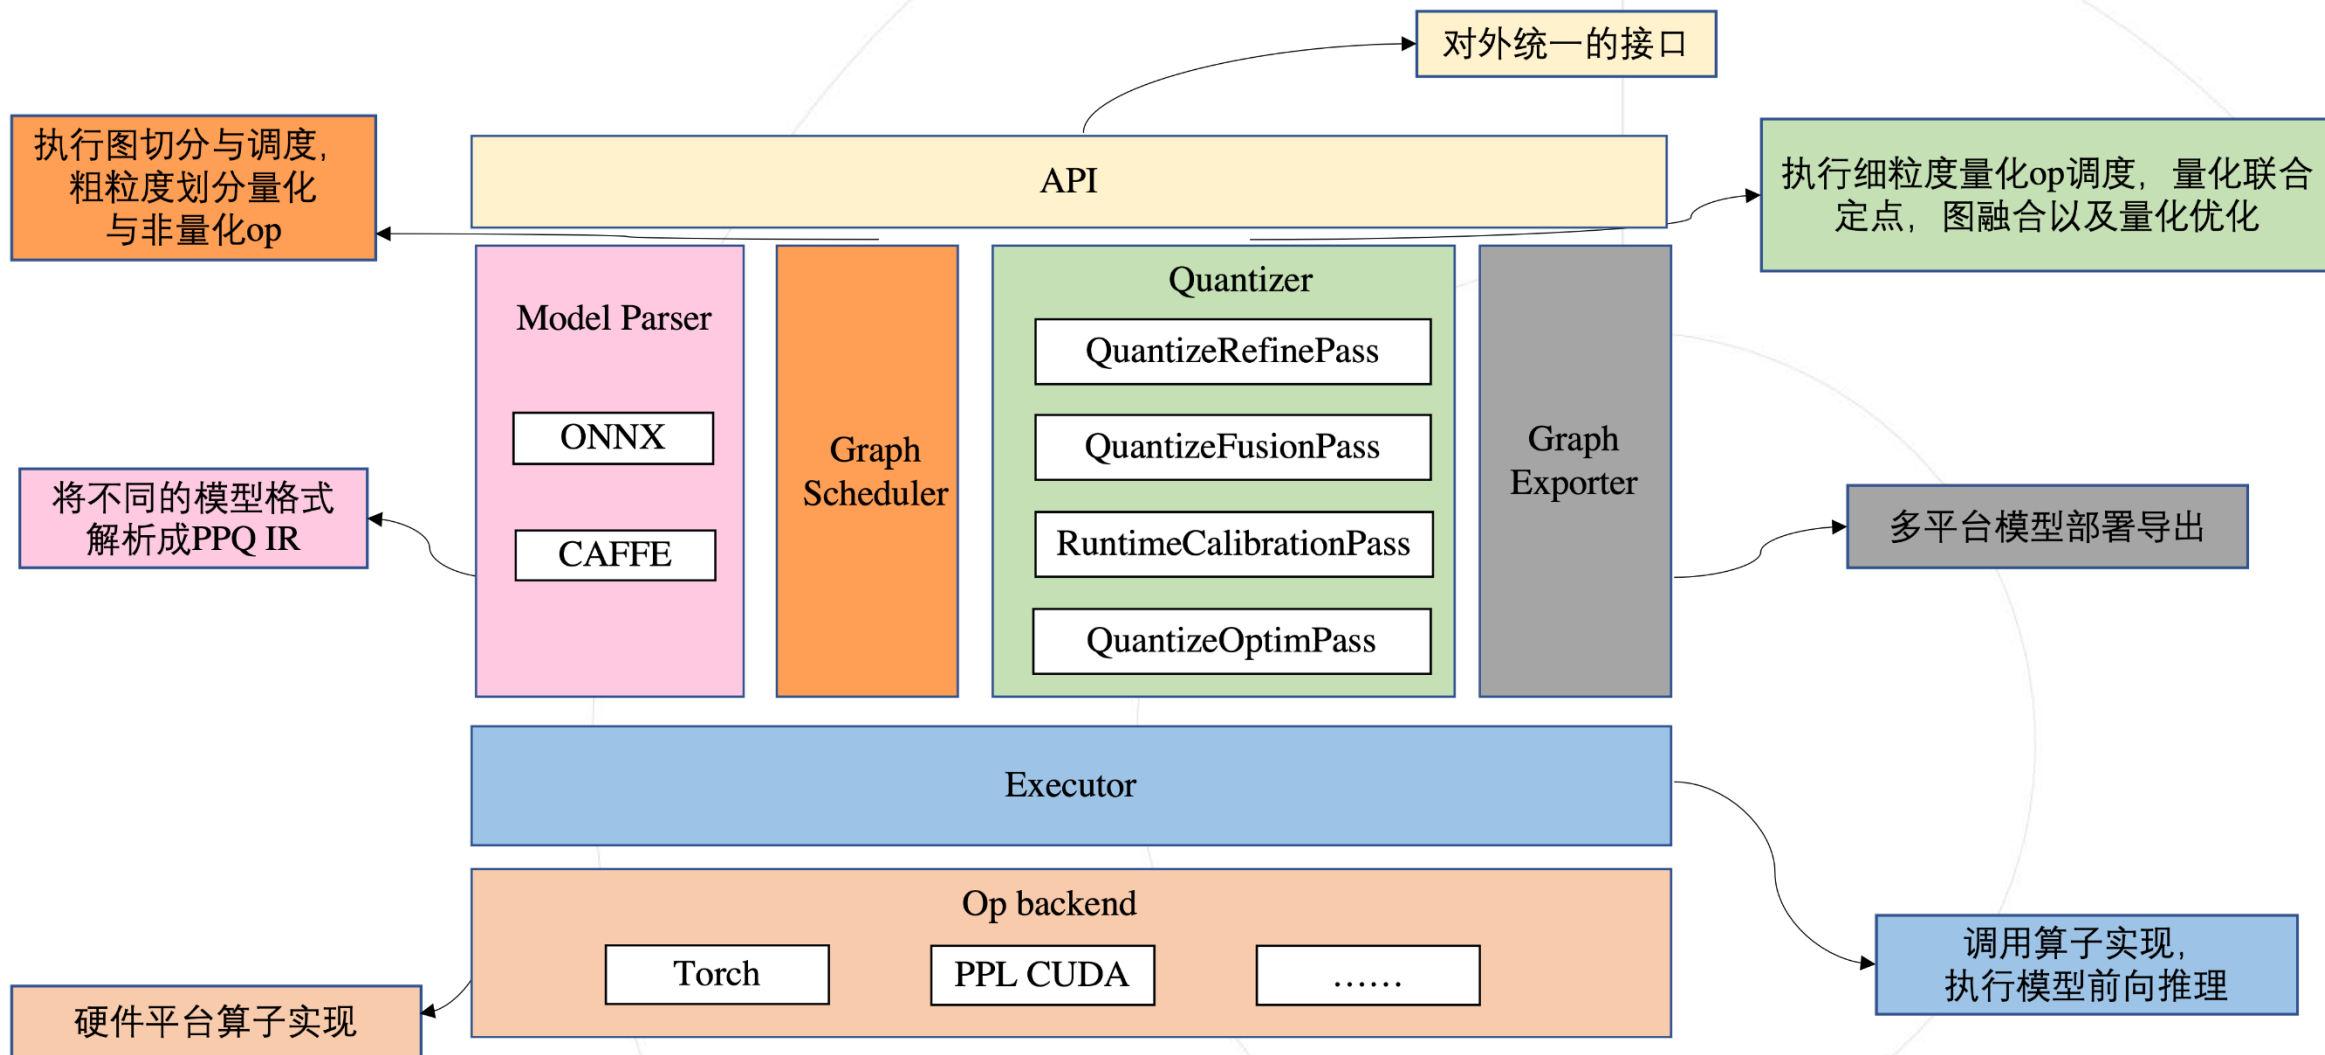 对外统一的接口
执行图切分与调度,
粗粒度划分量化
与非量化op
API
执行细粒度量化op调度，量化联合
定点，图融合以及量化优化
Model Parser
ONNX
CAFFE
Graph
Scheduler
Quantizer
QuantizeRefinePass
QuantizeFusionPass
RuntimeCalibrationPass
QuantizeOptimPass
Graph
Exporter
将不同的模型格式
解析成PPQ IR
多平台模型部署导出
Executor
Op backend
Torch
PPL CUDA
......
调用算子实现,
执行模型前向推理
硬件平台算子实现